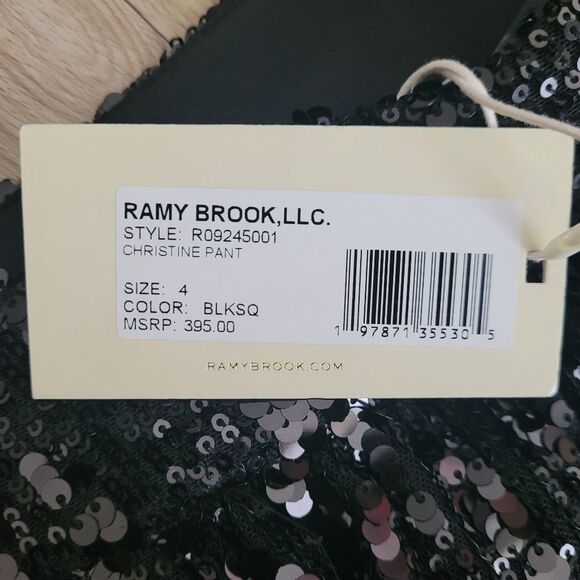 RAMY BROOK,LLC.
STYLE: R09245001
CHRISTINE PANT
SIZE: 4
COLOR: BLKSQ
MSRP: 395.00
1 97871 35530 5
RAMYBROOK.COM